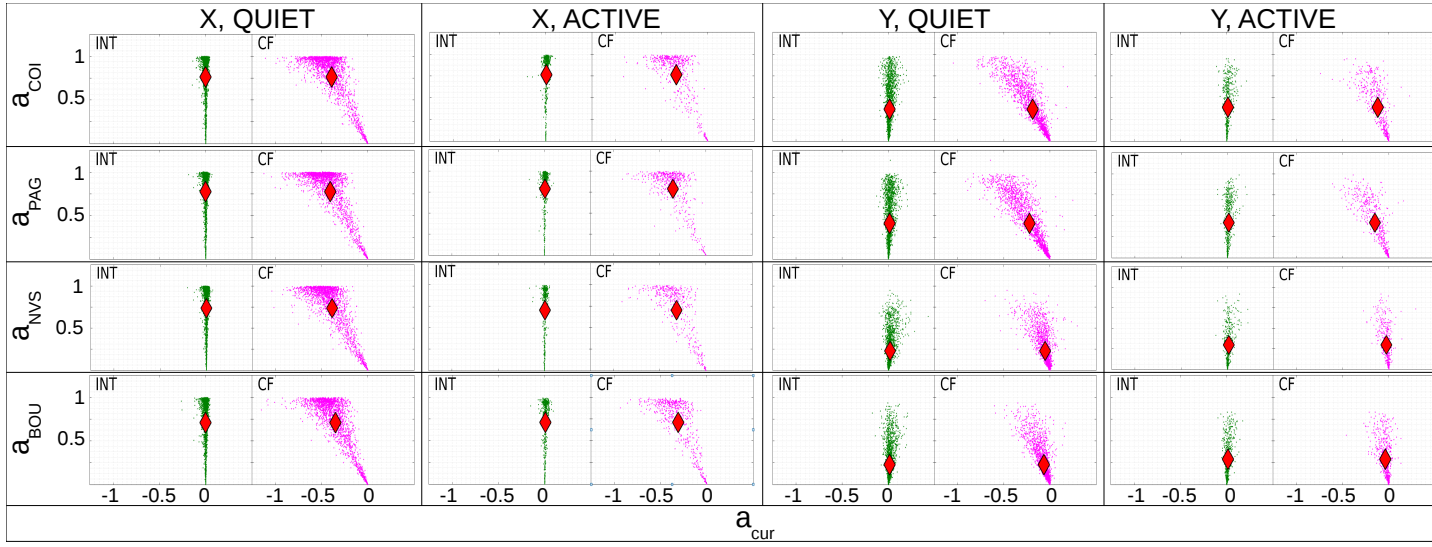 X, QUIET X, ACTIVE Y, QUIET Y, ACTIVE
INT CF INT CF INT CF INT CF
1
a_COI
0.5
INT CF INT CF INT CF INT CF
1
a_PAG
0.5
INT CF INT CF INT CF INT CF
1
a_NVS
0.5
INT CF INT CF INT CF INT CF
1
a_BOU
0.5
-1 -0.5 0 -1 -0.5 0 -1 -0.5 0 -1 -0.5 0 -1 -0.5 0 -1 -0.5 0 -1 -0.5 0 -1 -0.5 0
a_cur